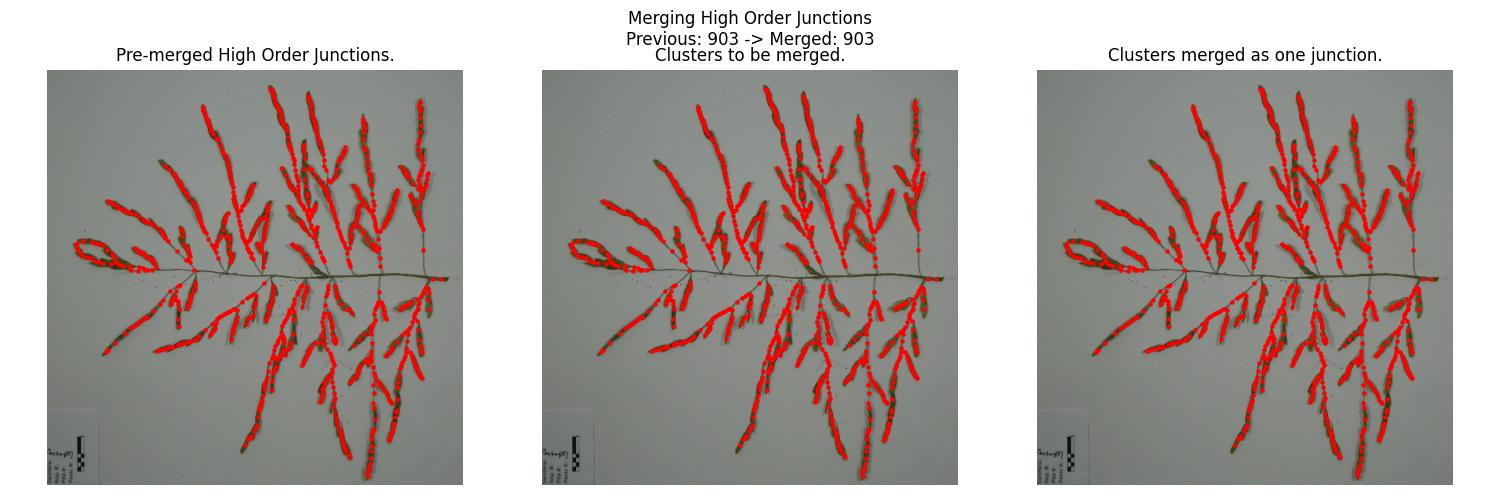 Merging High Order Junctions
Previous: 903 -> Merged: 903
Pre-merged High Order Junctions.
Clusters to be merged.
Clusters merged as one junction.